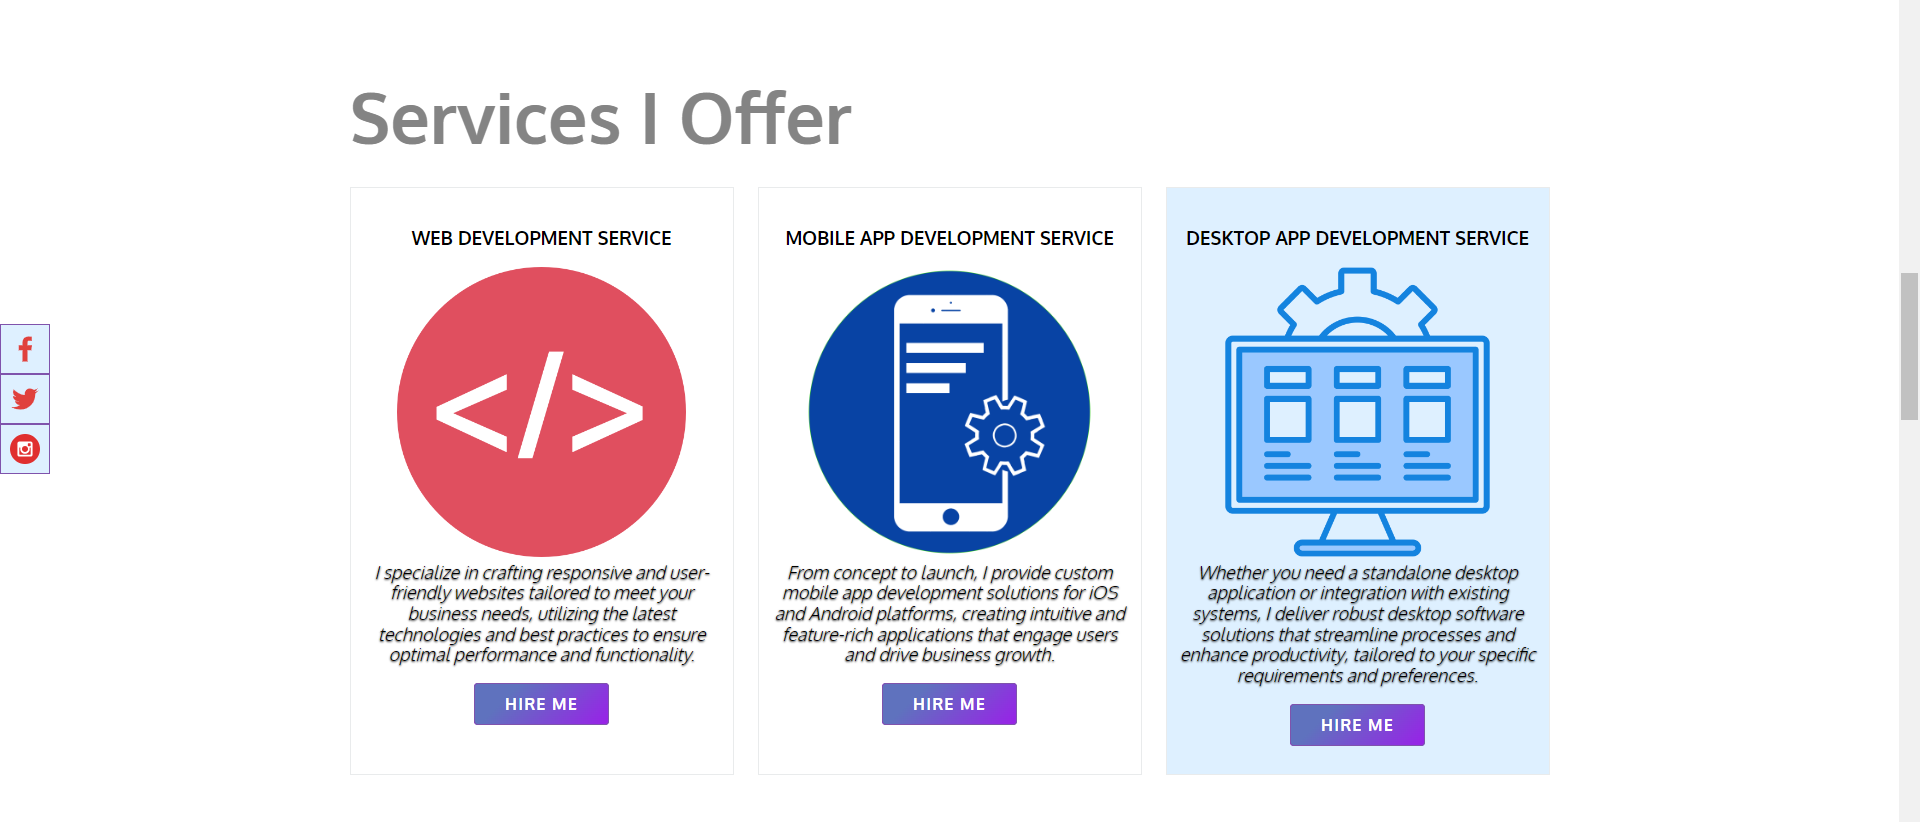 Services I Offer
WEB DEVELOPMENT SERVICE
</>
I specialize in crafting responsive and user-
friendly websites tailored to meet your
business needs, utilizing the latest
technologies and best practices to ensure
optimal performance and functionality.
HIRE ME
MOBILE APP DEVELOPMENT SERVICE
From concept to launch, I provide custom
mobile app development solutions for iOS
and Android platforms, creating intuitive and
feature-rich applications that engage users
and drive business growth.
HIRE ME
DESKTOP APP DEVELOPMENT SERVICE
Whether you need a standalone desktop
application or integration with existing
systems, I deliver robust desktop software
solutions that streamline processes and
enhance productivity, tailored to your specific
requirements and preferences.
HIRE ME